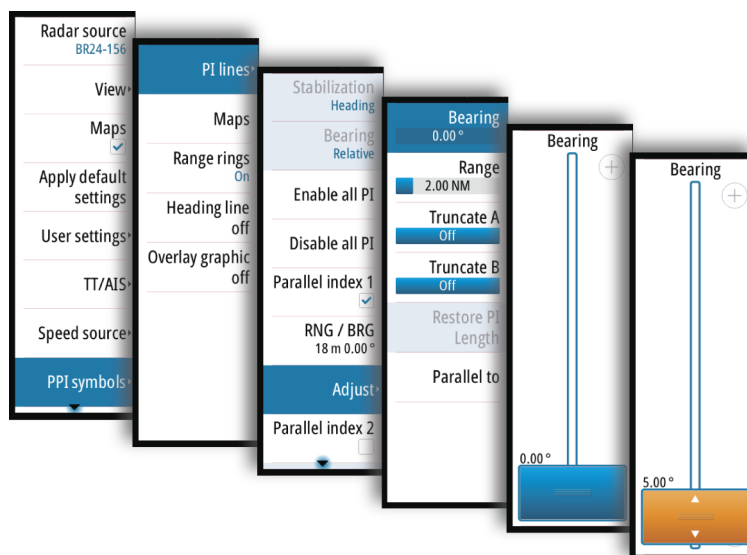 Radar source
BR24-156
View
Maps
Apply default
settings
User settings
TT/AIS
Speed source
PPI symbols
PI lines
Maps
Range rings
On
Heading line
off
Overlay graphic
off
Stabilization
Heading
Bearing
Relative
Enable all PI
Disable all PI
Parallel index 1
RNG / BRG
18 m 0.00 °
Adjust
Parallel index 2
Bearing
0.00 °
Range
2.00 NM
Truncate A
Off
Truncate B
Off
Restore PI
Length
Parallel to
Bearing
0.00 °
Bearing
5.00 °